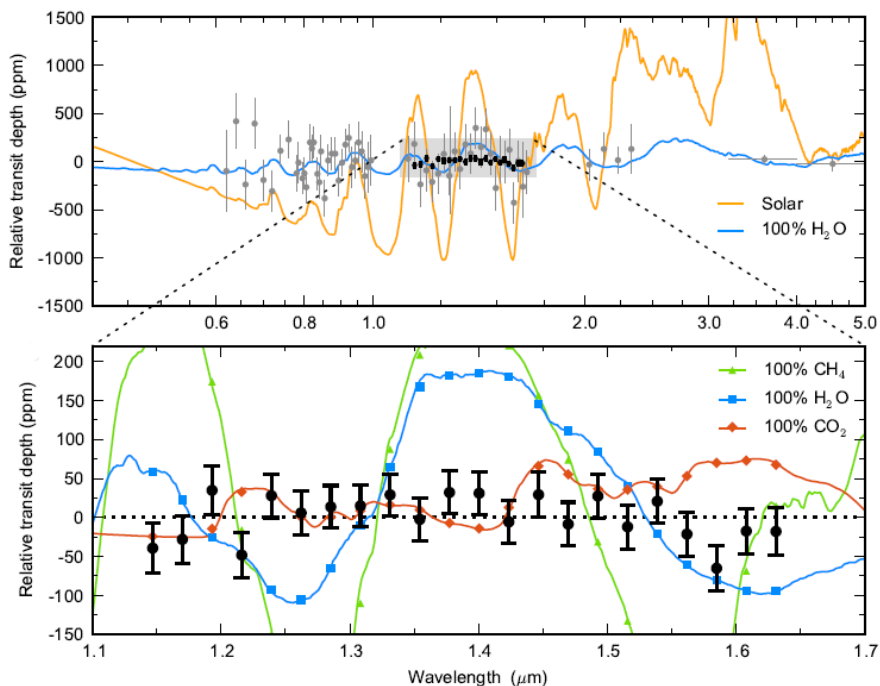 Relative transit depth (ppm)
1500
1000
500
0
-500
-1000
-1500
Solar
100% H₂O
0.6 0.8 1.0 2.0 3.0 4.0 5.0
Relative transit depth (ppm)
200
150
100
50
0
-50
-100
-150
100% CH₄
100% H₂O
100% CO₂
1.1 1.2 1.3 1.4 1.5 1.6 1.7
Wavelength (μm)